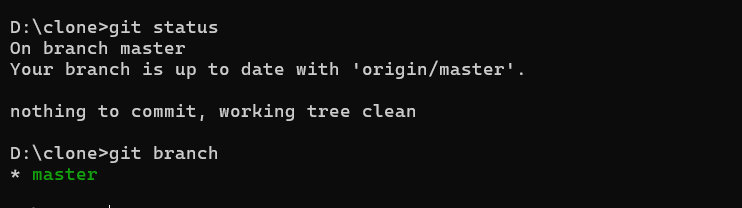 D:\clone>git status
On branch master
Your branch is up to date with 'origin/master'.
nothing to commit, working tree clean
D:\clone>git branch
* master